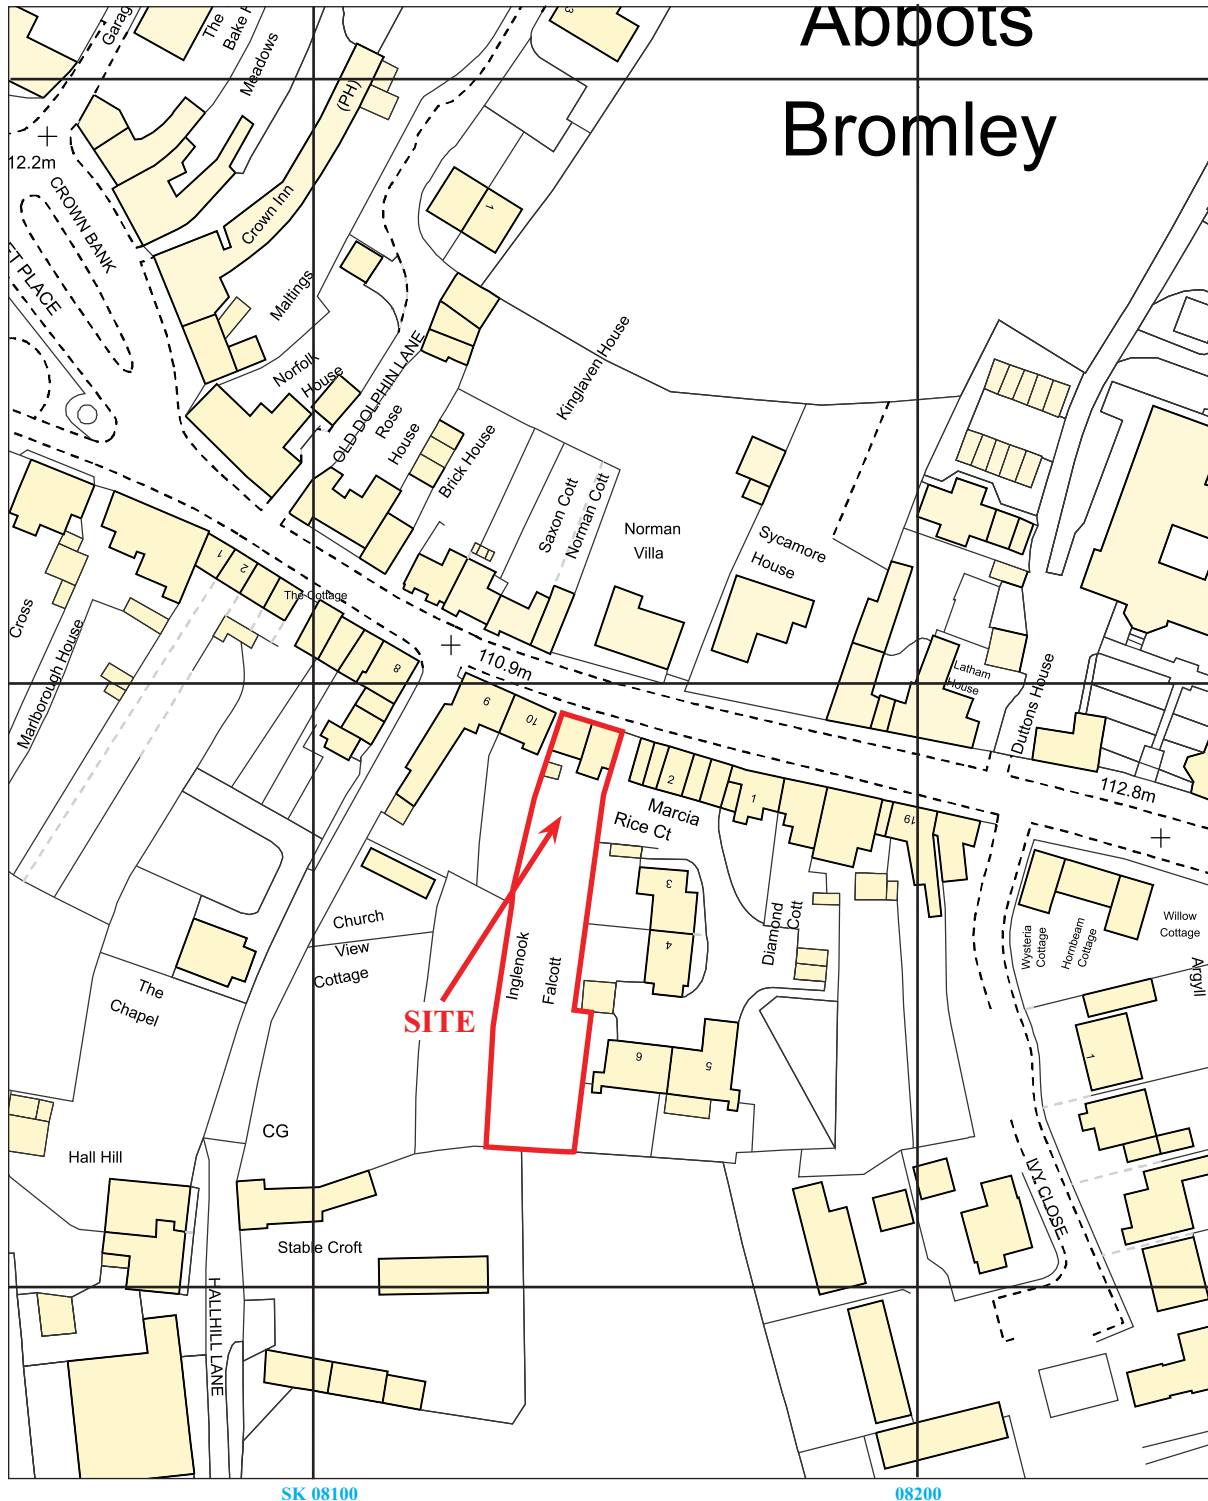 Abbots
Bromley
Garag
The
Bake H
Meadows
(PH)
12.2m
CROWN BANK
ET PLACE
Crown Inn
Maltings
1
Norfolk
House
OLD DOLPHIN LANE
Rose
House
Brick House
Kinglaven House
Saxon Cott
Norman Cott
Norman
Villa
Sycamore
House
Cross
Marlborough House
1
2
The Cottage
8
110.9m
9
10
Latham
House
Duttons House
112.8m
2
1
19
Marcia
Rice Ct
3
4
Diamond
Cott
Church
View
Cottage
Inglenook
Falcott
SITE
The
Chapel
6
5
Wysteria
Cottage
Hornbeam
Cottage
Willow
Cottage
Argyll
1
CG
Hall Hill
Stable Croft
IVY CLOSE
HALLHILL LANE
SK 08100
08200